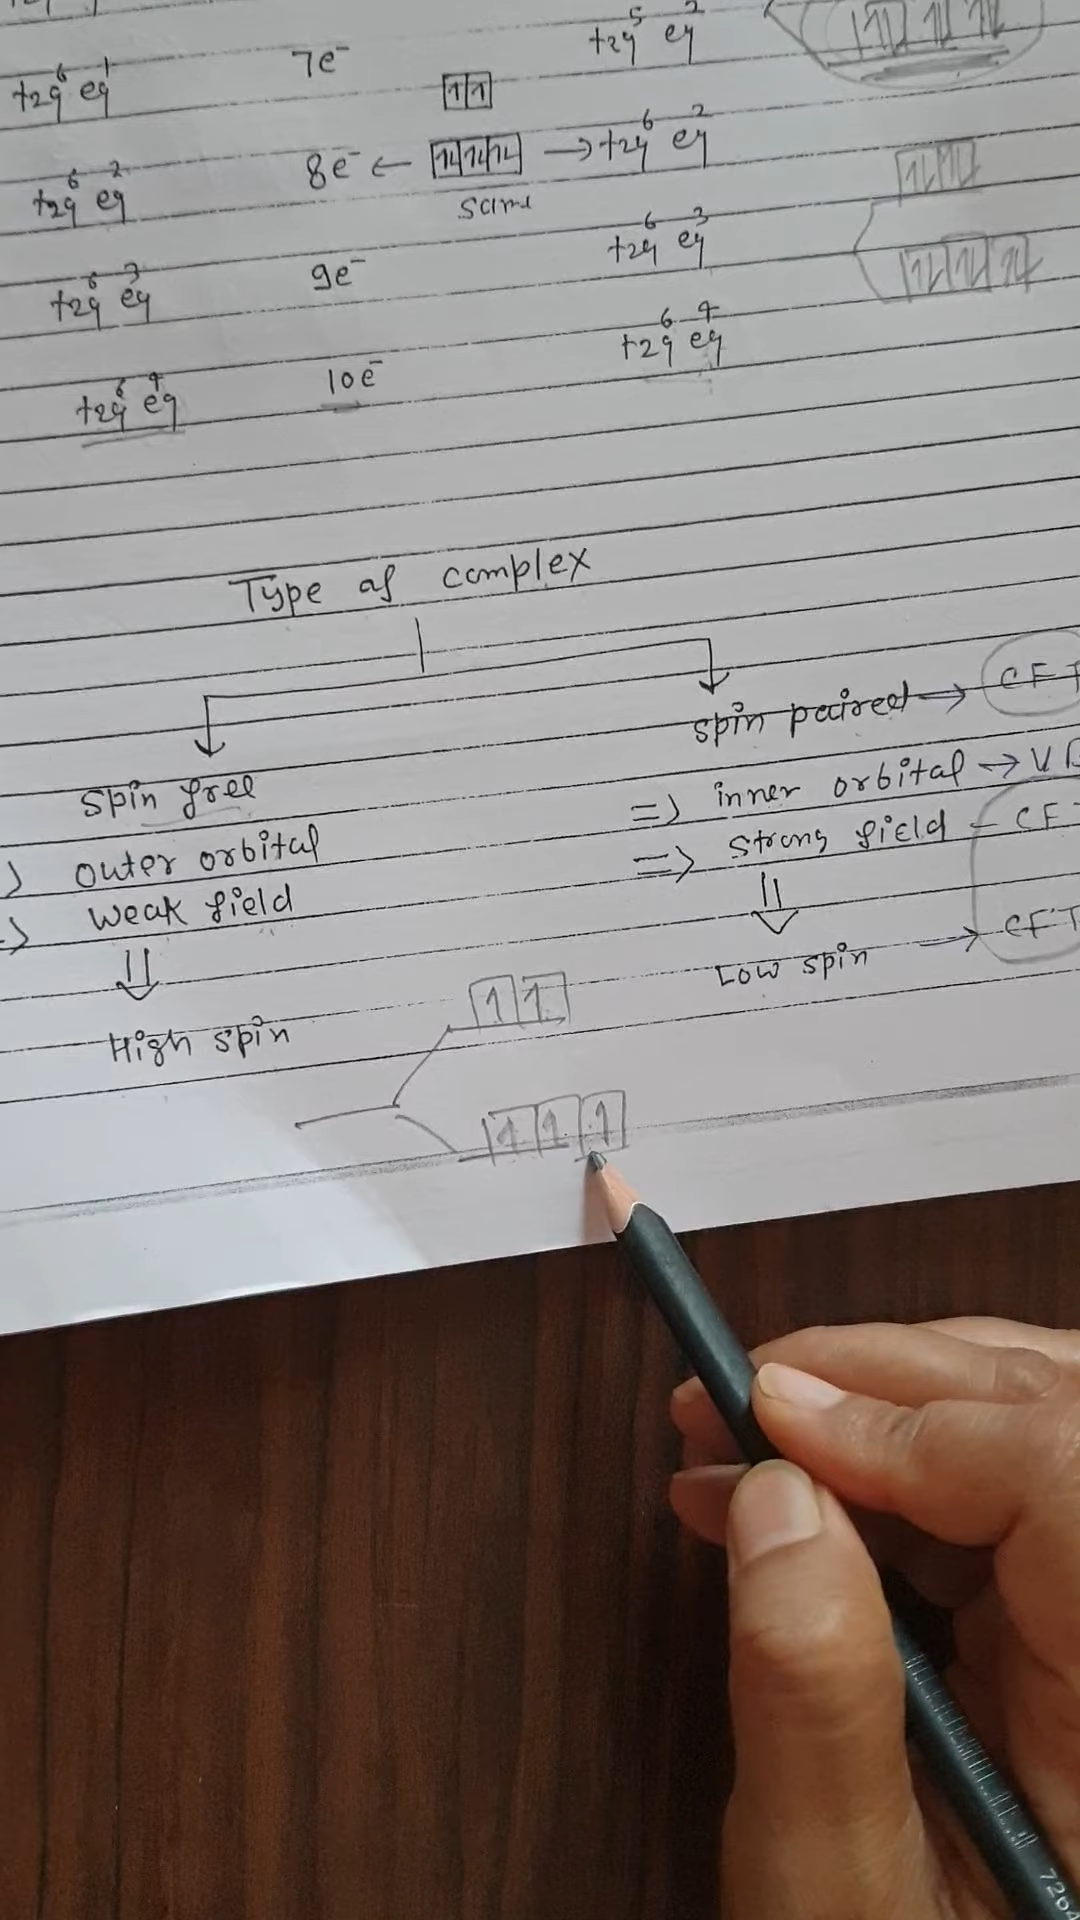 t2g⁶ eg¹ 7e⁻ t2g⁵ eg²
t2g⁶ eg² 8e⁻ ← → t2g⁶ eg²
same
t2g⁶ eg³ 9e⁻ t2g⁶ eg³
t2g⁶ eg⁴ 10e⁻ t2g⁶ eg⁴
Type of complex
spin free
spin paired → CFT
outer orbital
=> inner orbital → VB
weak field
=> strong field - CFT
High spin
Low spin → CFT
7264